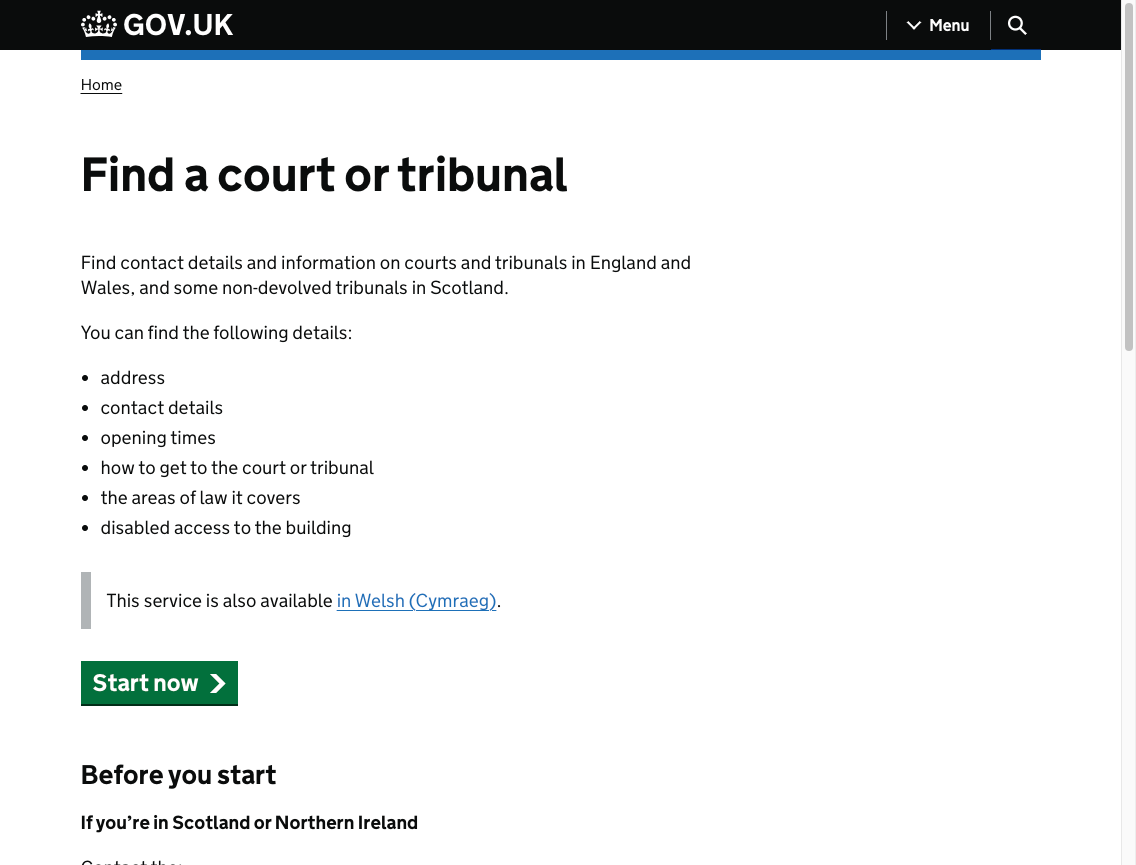 GOV.UK
Menu
Home
Find a court or tribunal
Find contact details and information on courts and tribunals in England and
Wales, and some non-devolved tribunals in Scotland.
You can find the following details:
address
contact details
opening times
how to get to the court or tribunal
the areas of law it covers
disabled access to the building
This service is also available in Welsh (Cymraeg).
Start now
Before you start
If you’re in Scotland or Northern Ireland
Contact the: